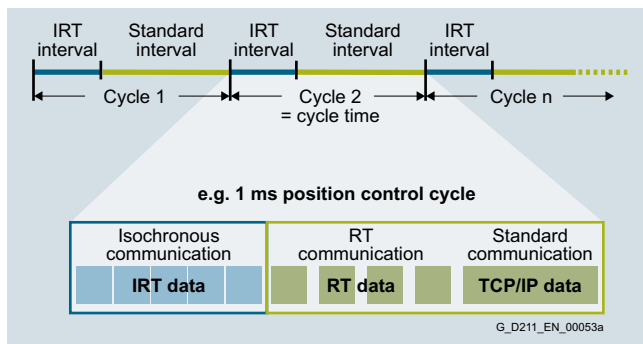 IRT interval
Standard interval
IRT interval
Standard interval
IRT interval
Cycle 1
Cycle 2
= cycle time
Cycle n
e.g. 1 ms position control cycle
Isochronous communication
RT communication
Standard communication
IRT data
RT data
TCP/IP data
G_D211_EN_00053a